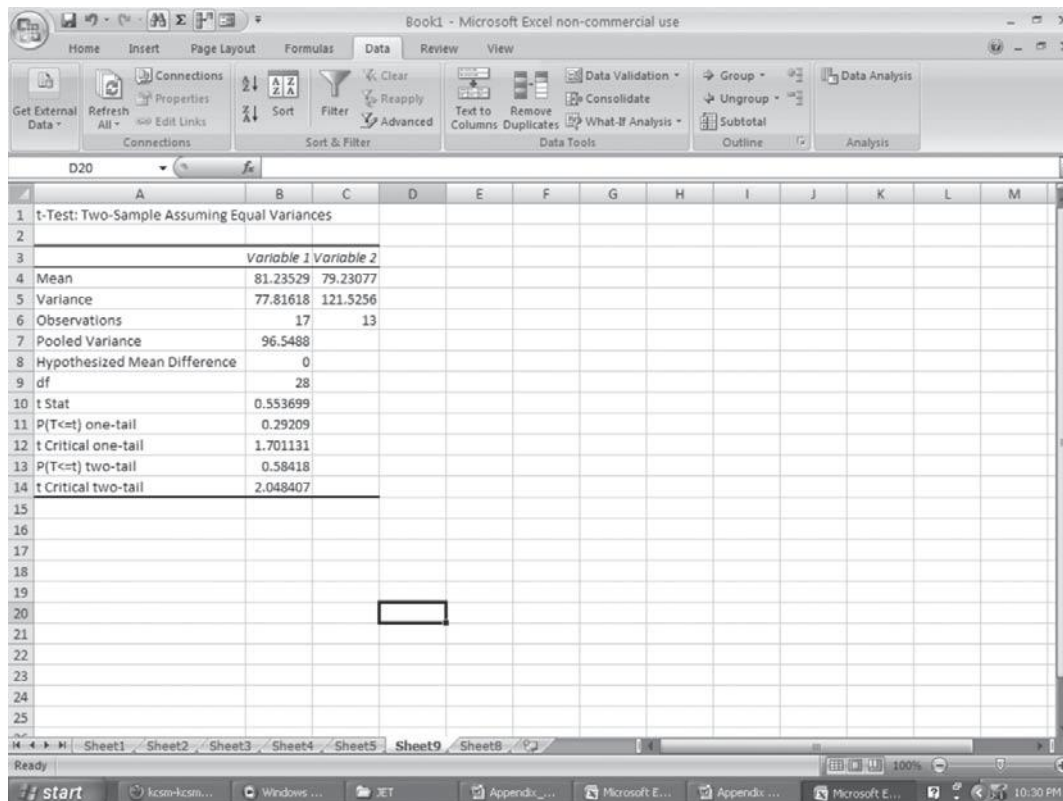 Book1 - Microsoft Excel non-commercial use
Home Insert Page Layout Formulas Data Review View
Get External Data
Refresh All
Connections
Properties
Edit Links
Connections
Sort
Filter
Clear
Reapply
Advanced
Sort & Filter
Text to Columns
Remove Duplicates
Data Validation
Consolidate
What-If Analysis
Data Tools
Group
Ungroup
Subtotal
Outline
Data Analysis
Analysis
D20 fx
A B C D E F G H I J K L M
1 t-Test: Two-Sample Assuming Equal Variances
2
3 Variable 1 Variable 2
4 Mean 81.23529 79.23077
5 Variance 77.81618 121.5256
6 Observations 17 13
7 Pooled Variance 96.5488
8 Hypothesized Mean Difference 0
9 df 28
10 t Stat 0.553699
11 P(T<=t) one-tail 0.29209
12 t Critical one-tail 1.701131
13 P(T<=t) two-tail 0.58418
14 t Critical two-tail 2.048407
15
16
17
18
19
20
21
22
23
24
25
Sheet1 Sheet2 Sheet3 Sheet4 Sheet5 Sheet9 Sheet8
Ready 100%
start kcsm-kcsm... Windows ... JET Appendix_... Microsoft E... Appendix ... Microsoft E... 10:30 PM